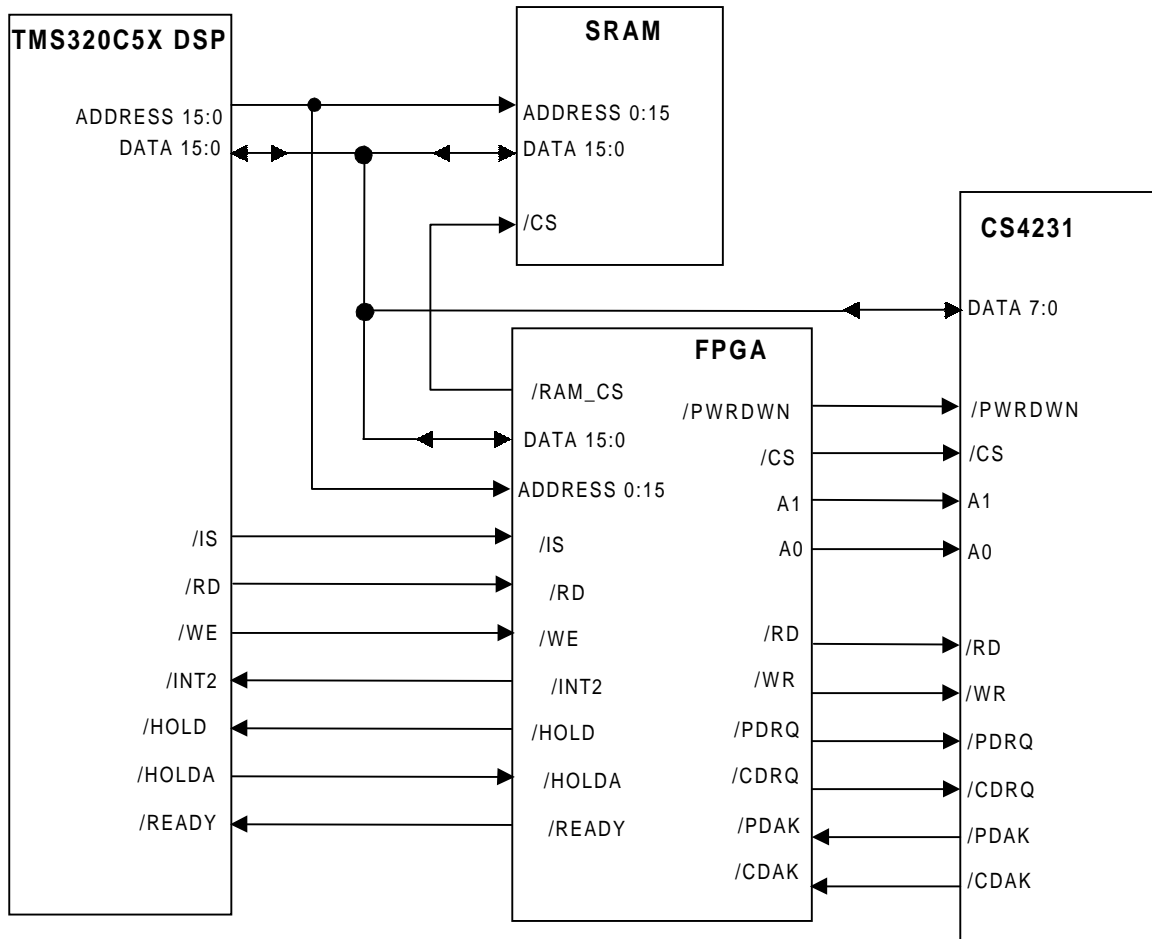 TMS320C5X DSP
ADDRESS 15:0
DATA 15:0
/IS
/RD
/WE
/INT2
/HOLD
/HOLDA
/READY
SRAM
ADDRESS 0:15
DATA 15:0
/CS
FPGA
/RAM_CS
DATA 15:0
ADDRESS 0:15
/IS
/RD
/WE
/INT2
/HOLD
/HOLDA
/READY
/PWRDWN
/CS
A1
A0
/RD
/WR
/PDRQ
/CDRQ
/PDAK
/CDAK
CS4231
DATA 7:0
/PWRDWN
/CS
A1
A0
/RD
/WR
/PDRQ
/CDRQ
/PDAK
/CDAK